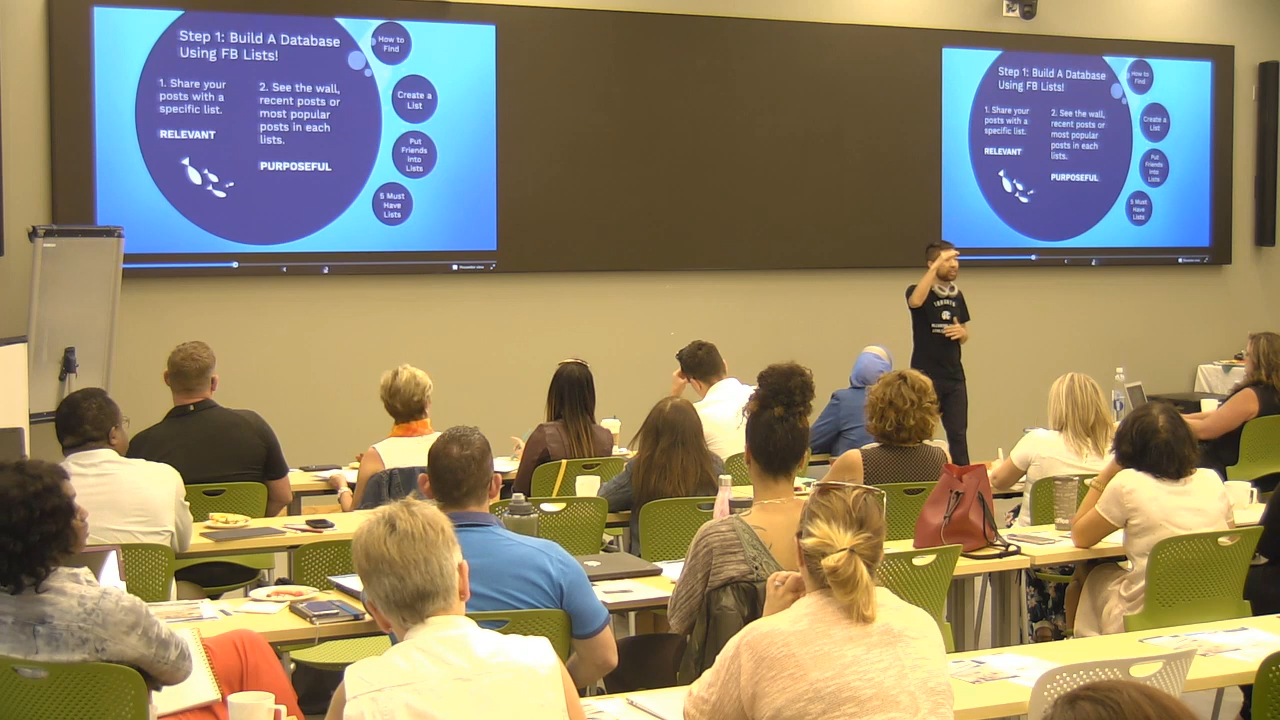 Step 1: Build A Database
Using FB Lists!
1. Share your
posts with a
specific list.
RELEVANT
2. See the wall,
recent posts or
most popular
posts in each
lists.
PURPOSEFUL
How to
Find
Create a
List
Put
Friends
Into
Lists
5 Must
Have
Lists
Step 1: Build A Database
Using FB Lists!
1. Share your
posts with a
specific list.
RELEVANT
2. See the wall,
recent posts or
most popular
posts in each
lists.
PURPOSEFUL
How to
Find
Create a
List
Put
Friends
Into
Lists
5 Must
Have
Lists
TORONTO